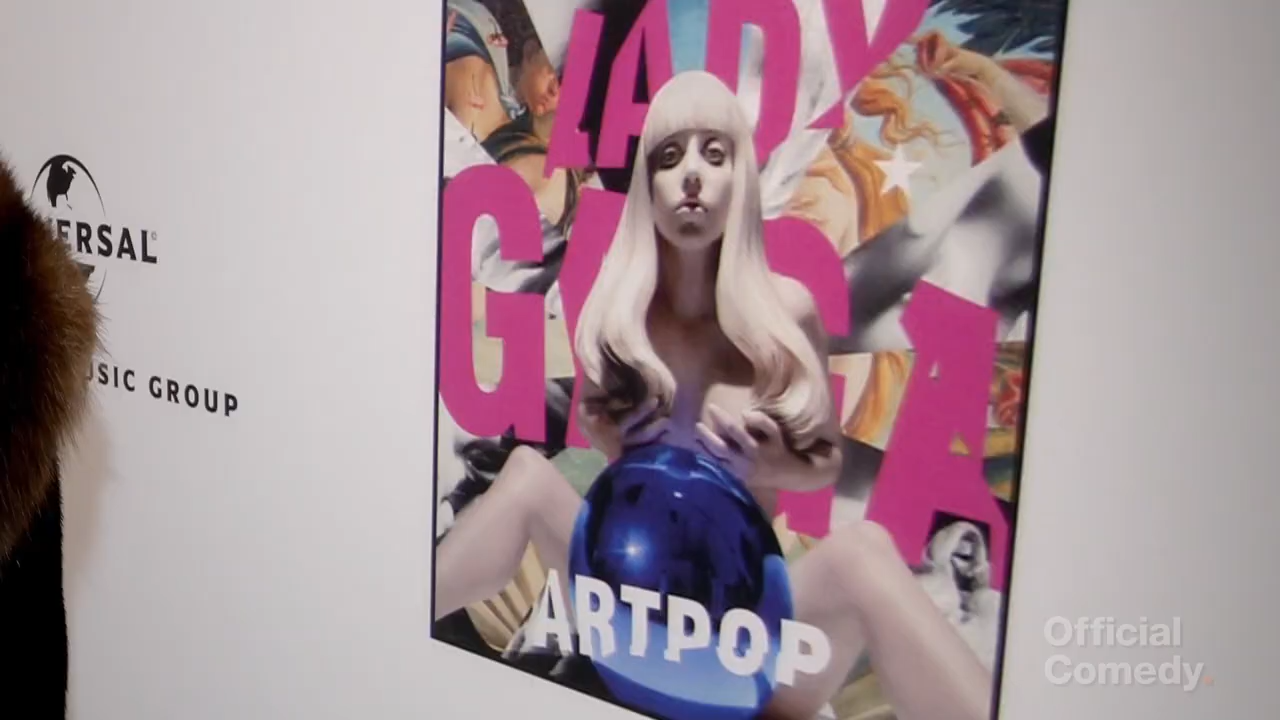 LADY
GAGA
ERSAL
USIC GROUP
ARTPOP
Official
Comedy.